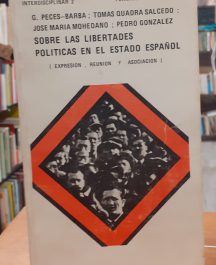 INTERDISCIPLINAR 2
G. PECES-BARBA ; TOMAS QUADRA SALCEDO ;
JOSE MARIA MOHEDANO ; PEDRO GONZALEZ
SOBRE LAS LIBERTADES
POLITICAS EN EL ESTADO ESPAÑOL
( EXPRESION , REUNION Y ASOCIACION )